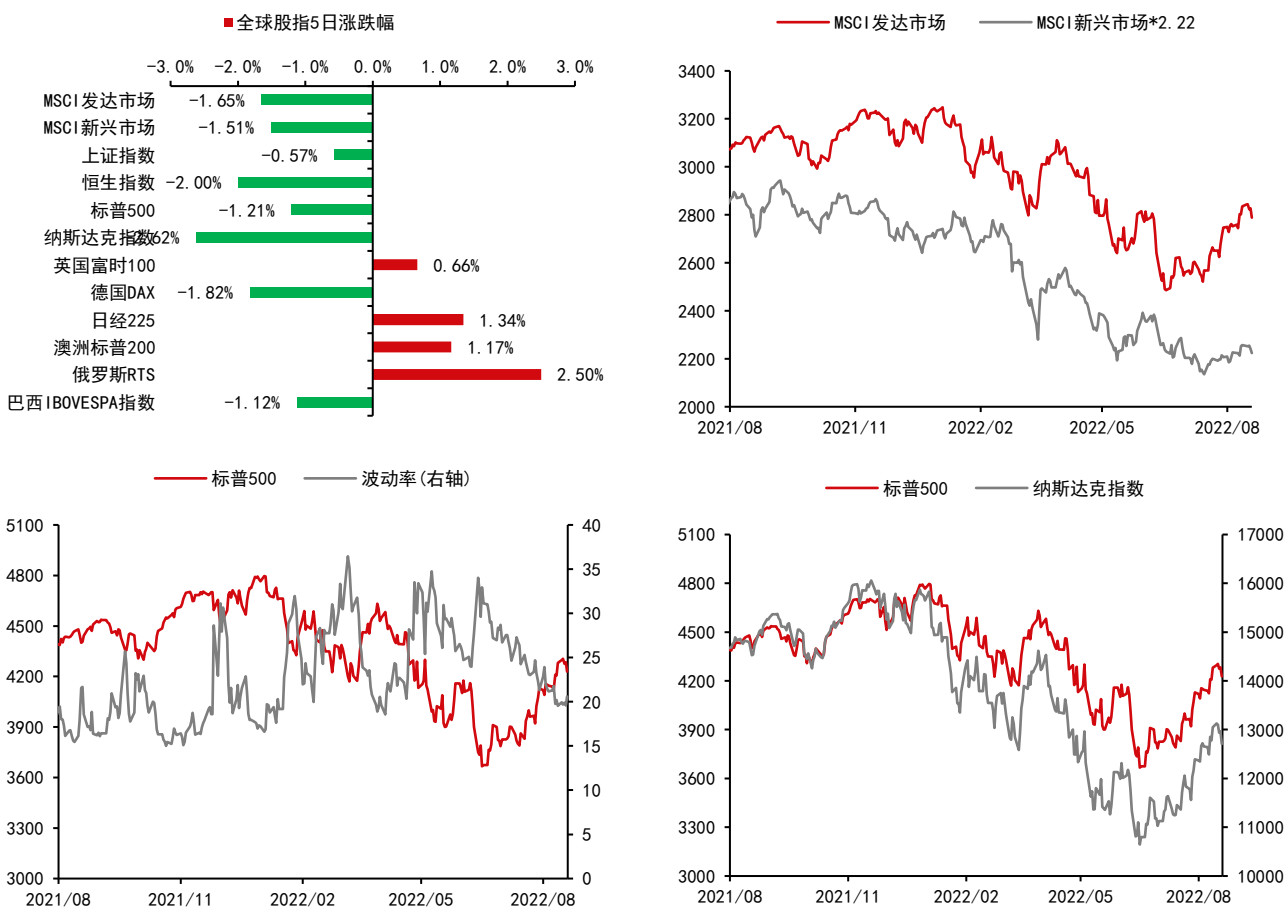 全球股指5日涨跌幅
-3.0% -2.0% -1.0% 0.0% 1.0% 2.0% 3.0%
MSCI发达市场 -1.65%
MSCI新兴市场 -1.51%
上证指数 -0.57%
恒生指数 -2.00%
标普500 -1.21%
纳斯达克指数 -2.62%
英国富时100 0.66%
德国DAX -1.82%
日经225 1.34%
澳洲标普200 1.17%
俄罗斯RTS 2.50%
巴西IBOVESPA指数 -1.12%
MSCI发达市场 MSCI新兴市场*2.22
3400
3200
3000
2800
2600
2400
2200
2000
2021/08 2021/11 2022/02 2022/05 2022/08
标普500 波动率(右轴)
5100 40
4800 35
4500 30
4200 25
3900 20
3600 15
3300 10
3000 5
0
2021/08 2021/11 2022/02 2022/05 2022/08
标普500 纳斯达克指数
5100 17000
4800 16000
4500 15000
4200 14000
3900 13000
3600 12000
3300 11000
3000 10000
2021/08 2021/11 2022/02 2022/05 2022/08